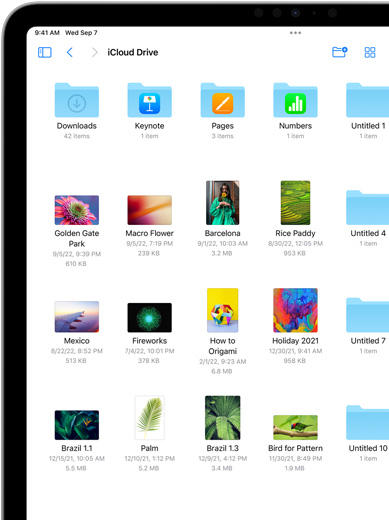 9:41 AM Wed Sep 7
iCloud Drive
Downloads Keynote Pages Numbers Untitled 1
42 items 1 item 3 items 1 item 1 item
Golden Gate Park Macro Flower Barcelona Rice Paddy Untitled 4
9/5/22, 9:39 PM 9/5/22, 7:19 PM 9/1/22, 10:03 AM 8/30/22, 12:05 PM 1 item
610 KB 239 KB 3.2 MB 953 KB
Mexico Fireworks How to Origami Holiday 2021 Untitled 7
8/22/22, 8:52 PM 7/4/22, 10:01 PM 2/1/22, 9:23 AM 12/30/21, 9:41 AM 1 item
513 KB 378 KB 6.8 MB 958 KB
Brazil 1.1 Palm Brazil 1.3 Bird for Pattern Untitled 10
12/15/21, 10:05 AM 12/10/21, 1:12 PM 12/9/21, 4:12 PM 11/30/21, 8:49 PM 1 item
5.5 MB 5.2 MB 3.4 MB 1.9 MB